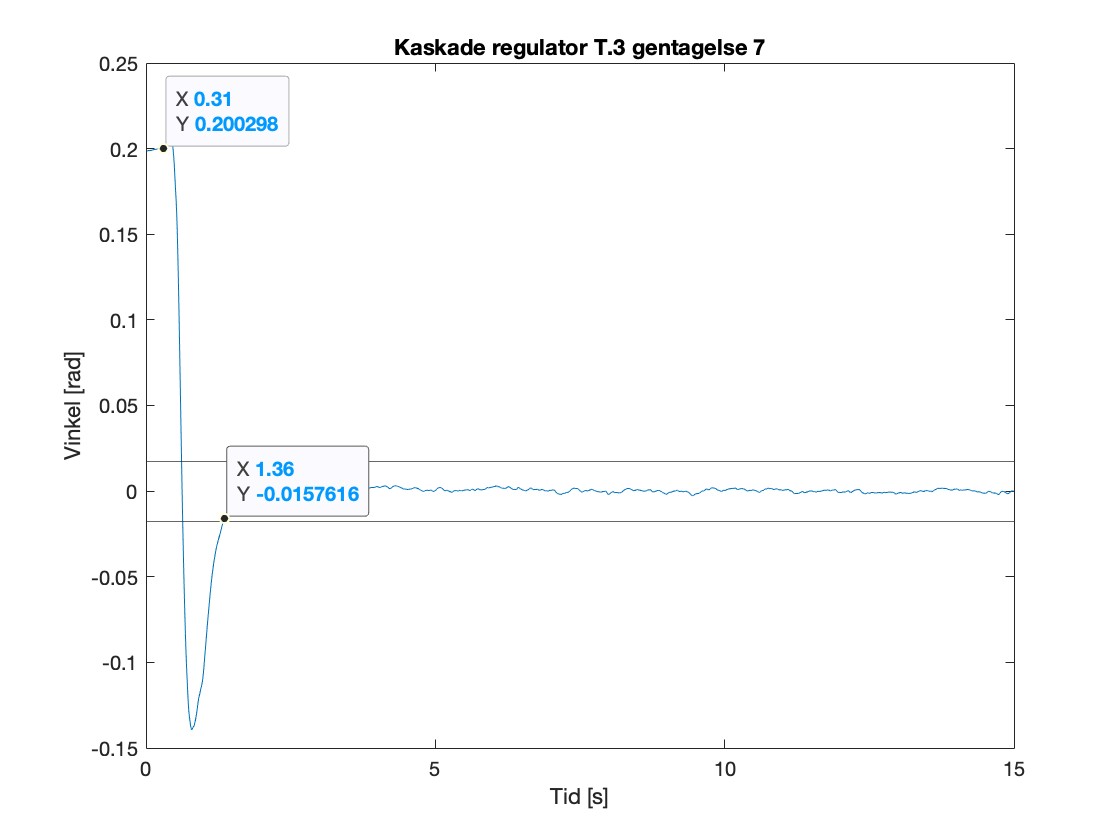 Kaskade regulator T.3 gentagelse 7
0.25
X 0.31
Y 0.200298
0.2
0.15
0.1
Vinkel [rad]
0.05
X 1.36
Y -0.0157616
0
-0.05
-0.1
-0.15
0 5 10 15
Tid [s]